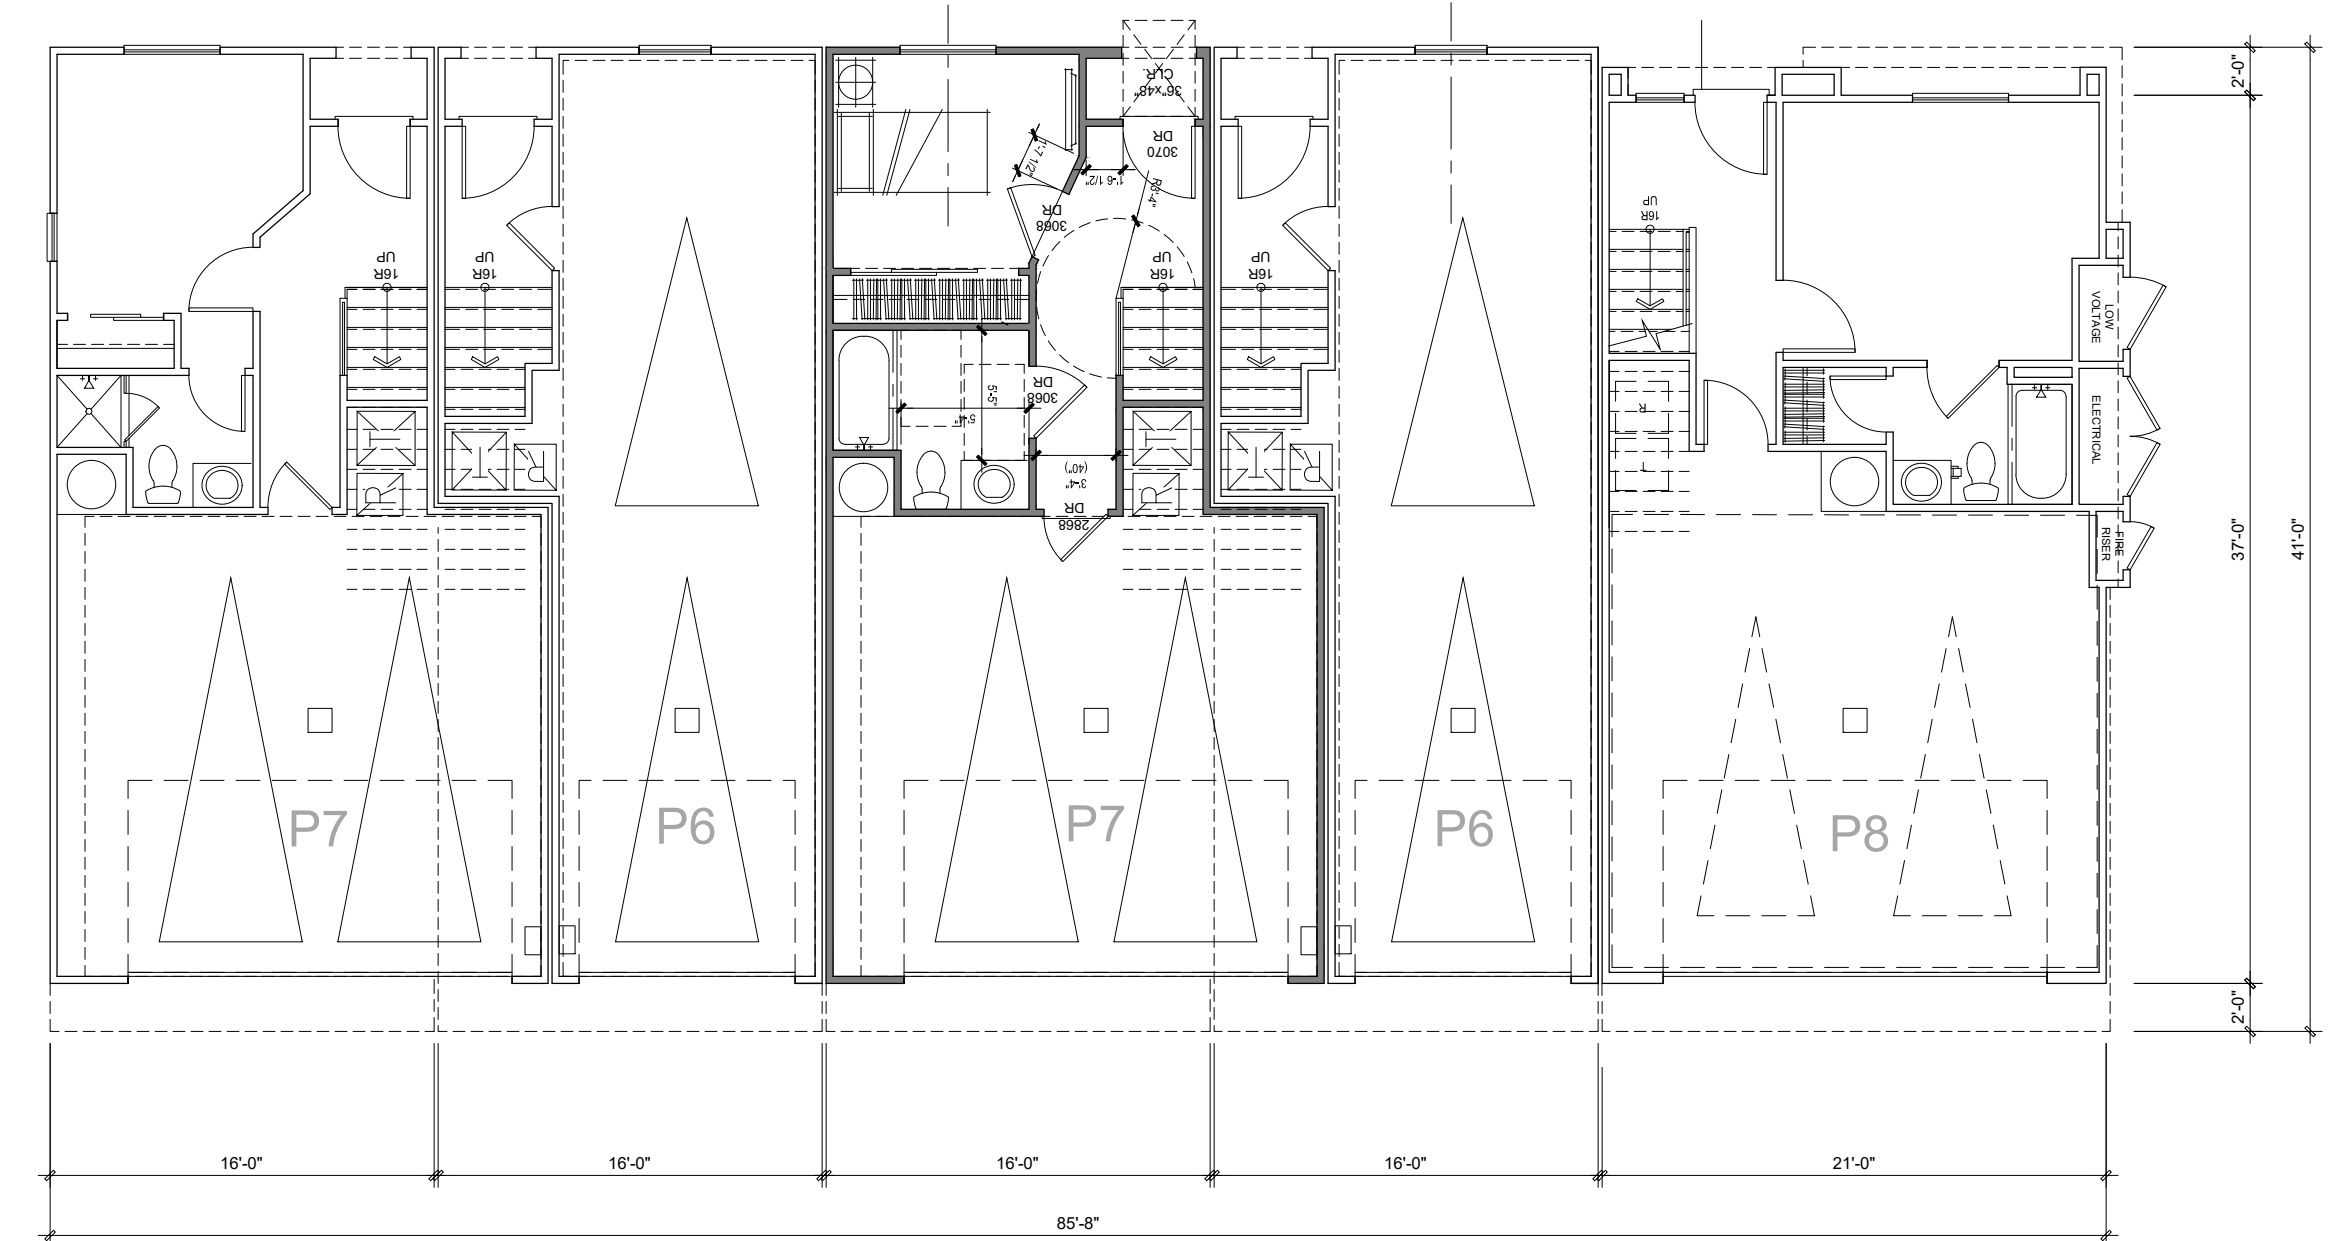 36"x48"
CLR.
3070
DR
1'-7 1/2"
1'-6 1/2"
R3'-4"
3068
DR
16R
UP
16R
UP
16R
UP
16R
UP
16R
UP
3068
DR
5'-5"
5'-4"
3'-4"
(40")
2868
DR
R
T
LOW
VOLTAGE
ELECTRICAL
FIRE
RISER
P7
P6
P7
P6
P8
2'-0"
37'-0"
41'-0"
2'-0"
16'-0"
16'-0"
16'-0"
16'-0"
21'-0"
85'-8"